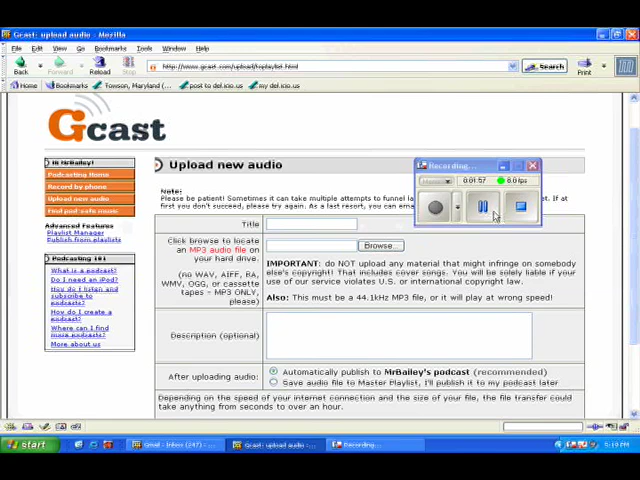 Gcast: upload audio - Mozilla
File Edit View Go Bookmarks Tools Window Help
Back Forward Reload Stop http://www.gcast.com/upload/toplaylist.html Search Print
Home Bookmarks Towson, Maryland (... post to del.icio.us my del.icio.us
Gcast
Hi MrBailey!
Podcasting Home
Record by phone
Upload new audio
Find pod-safe music
Advanced Features
Playlist Manager
Publish from playlists
Podcasting 101
What is a podcast?
Do I need an iPod?
How do I listen and
subscribe to
podcasts?
How do I create a
podcast?
Where can I find
more podcasts?
More about us
Upload new audio
Recording...
0:01:57 8.0 fps
Note:
Please be patient! Sometimes it takes multiple attempts to funnel
If at
first you don't succeed, please try again. As a last resort, you can
Title
Click browse to locate
an MP3 audio file on
your hard drive.
(no WAV, AIFF, RA,
WMV, OGG, or cassette
tapes - MP3 ONLY,
please)
Browse...
IMPORTANT: do NOT upload any material that might infringe on somebody
else's copyright! That includes cover songs. You will be solely liable if your
use of our service violates U.S. or international copyright law.
Also: This must be a 44.1kHz MP3 file, or it will play at wrong speed!
Description (optional)
After uploading audio:
Automatically publish to MrBailey's podcast (recommended)
Save audio file to Master Playlist, I'll publish it to my podcast later
Depending on the speed of your internet connection and the size of your file, the file transfer could
take anything from seconds to over an hour.
start Gmail - Inbox (247) - ... Gcast: upload audio ... Recording... 5:10 PM